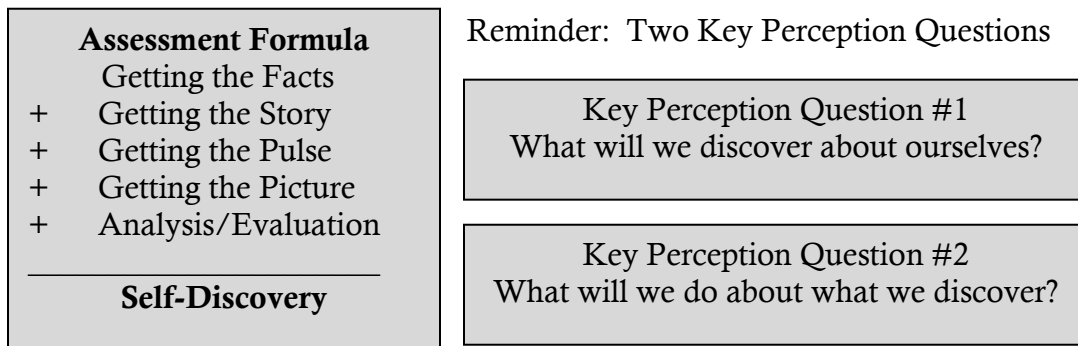 Assessment Formula
Getting the Facts
+ Getting the Story
+ Getting the Pulse
+ Getting the Picture
+ Analysis/Evaluation
Self-Discovery
Reminder: Two Key Perception Questions
Key Perception Question #1
What will we discover about ourselves?
Key Perception Question #2
What will we do about what we discover?